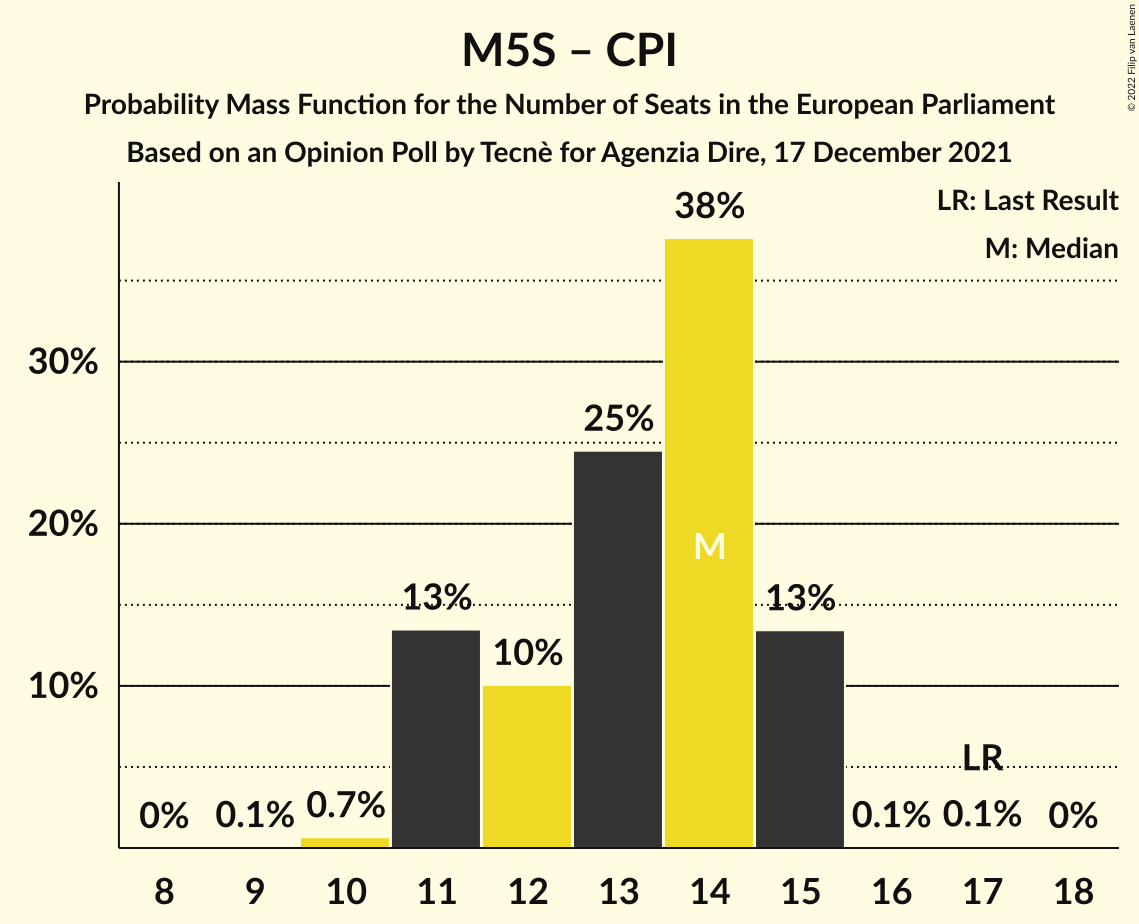 M5S – CPI
Probability Mass Function for the Number of Seats in the European Parliament
Based on an Opinion Poll by Tecnè for Agenzia Dire, 17 December 2021
© 2022 Filip van Laenen
LR: Last Result
M: Median
38%
30%
25%
20%
M
13%
13%
10%
10%
LR
0%
0.1%
0.7%
0.1%
0.1%
0%
8 9 10 11 12 13 14 15 16 17 18